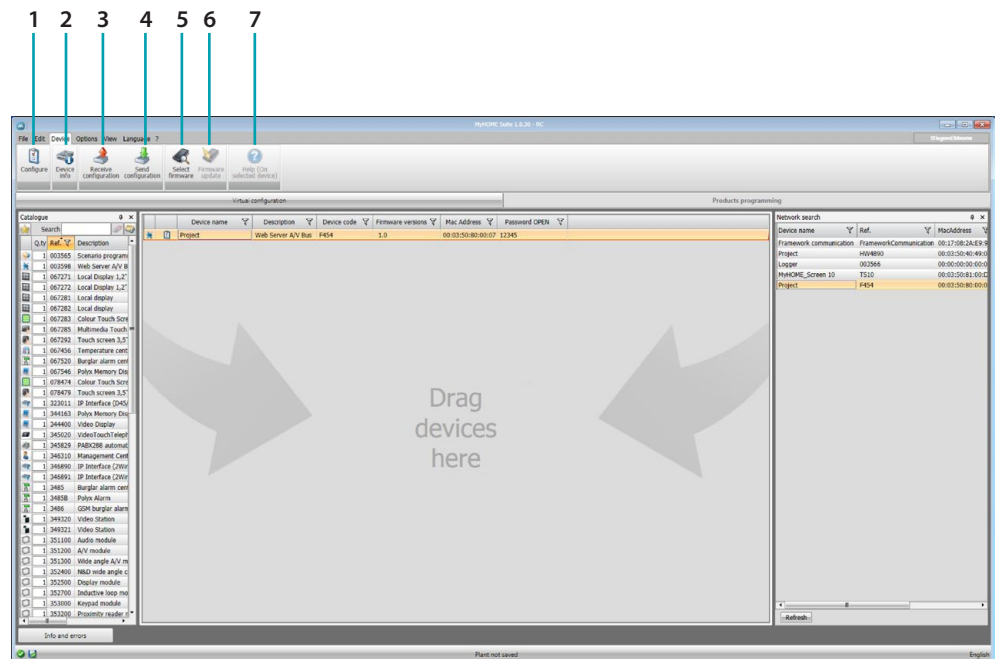 1 2 3 4 5 6 7
MyHOME Suite 1.0.30 - RC
File Edit Device Options View Language ?
Configure Device info Receive configuration Send configuration Select firmware Firmware update Help (On selected device)
Virtual configuration Products programming
Catalogue
Search
Q.ty Ref. Description
1 003565 Scenario program
1 003598 Web Server A/V B
1 067271 Local Display 1,2"
1 067272 Local Display 1,2"
1 067281 Local display
1 067282 Local display
1 067283 Colour Touch Scre
1 067285 Multimedia Touch
1 067292 Touch screen 3,5"
1 067456 Temperature cent
1 067520 Burglar alarm cen
1 067546 Polyx Memory Dis
1 078474 Colour Touch Scre
1 078479 Touch screen 3,5"
1 323011 IP Interface (D45/
1 344163 Polyx Memory Dis
1 344400 Video Display
1 345020 VideoTouchTeleph
1 345829 PABX288 automat
1 346310 Management Cent
1 346890 IP Interface (2Wir
1 346891 IP Interface (2Wir
1 3485 Burglar alarm cen
1 3485B Polyx Alarm
1 3486 GSM burglar alarm
1 349320 Video Station
1 349321 Video Station
1 351100 Audio module
1 351200 A/V module
1 351300 Wide angle A/V m
1 352400 N&D wide angle c
1 352500 Display module
1 352700 Inductive loop mo
1 353000 Keypad module
1 353200 Proximity reader
Device name Description Device code Firmware versions Mac Address Password OPEN
Project Web Server A/V Bus F454 1.0 00:03:50:80:00:07 12345
Drag
devices
here
Network search
Device name Ref. MacAddress
Framework communication FrameworkCommunication 00:17:08:2A:E9:9
Project HW4890 00:03:50:40:49:0
Logger 003566 00:00:00:00:00:0
MyHOME_Screen 10 TS10 00:03:50:81:00:D
Project F454 00:03:50:80:00:0
Refresh
Info and errors
Plant not saved
English